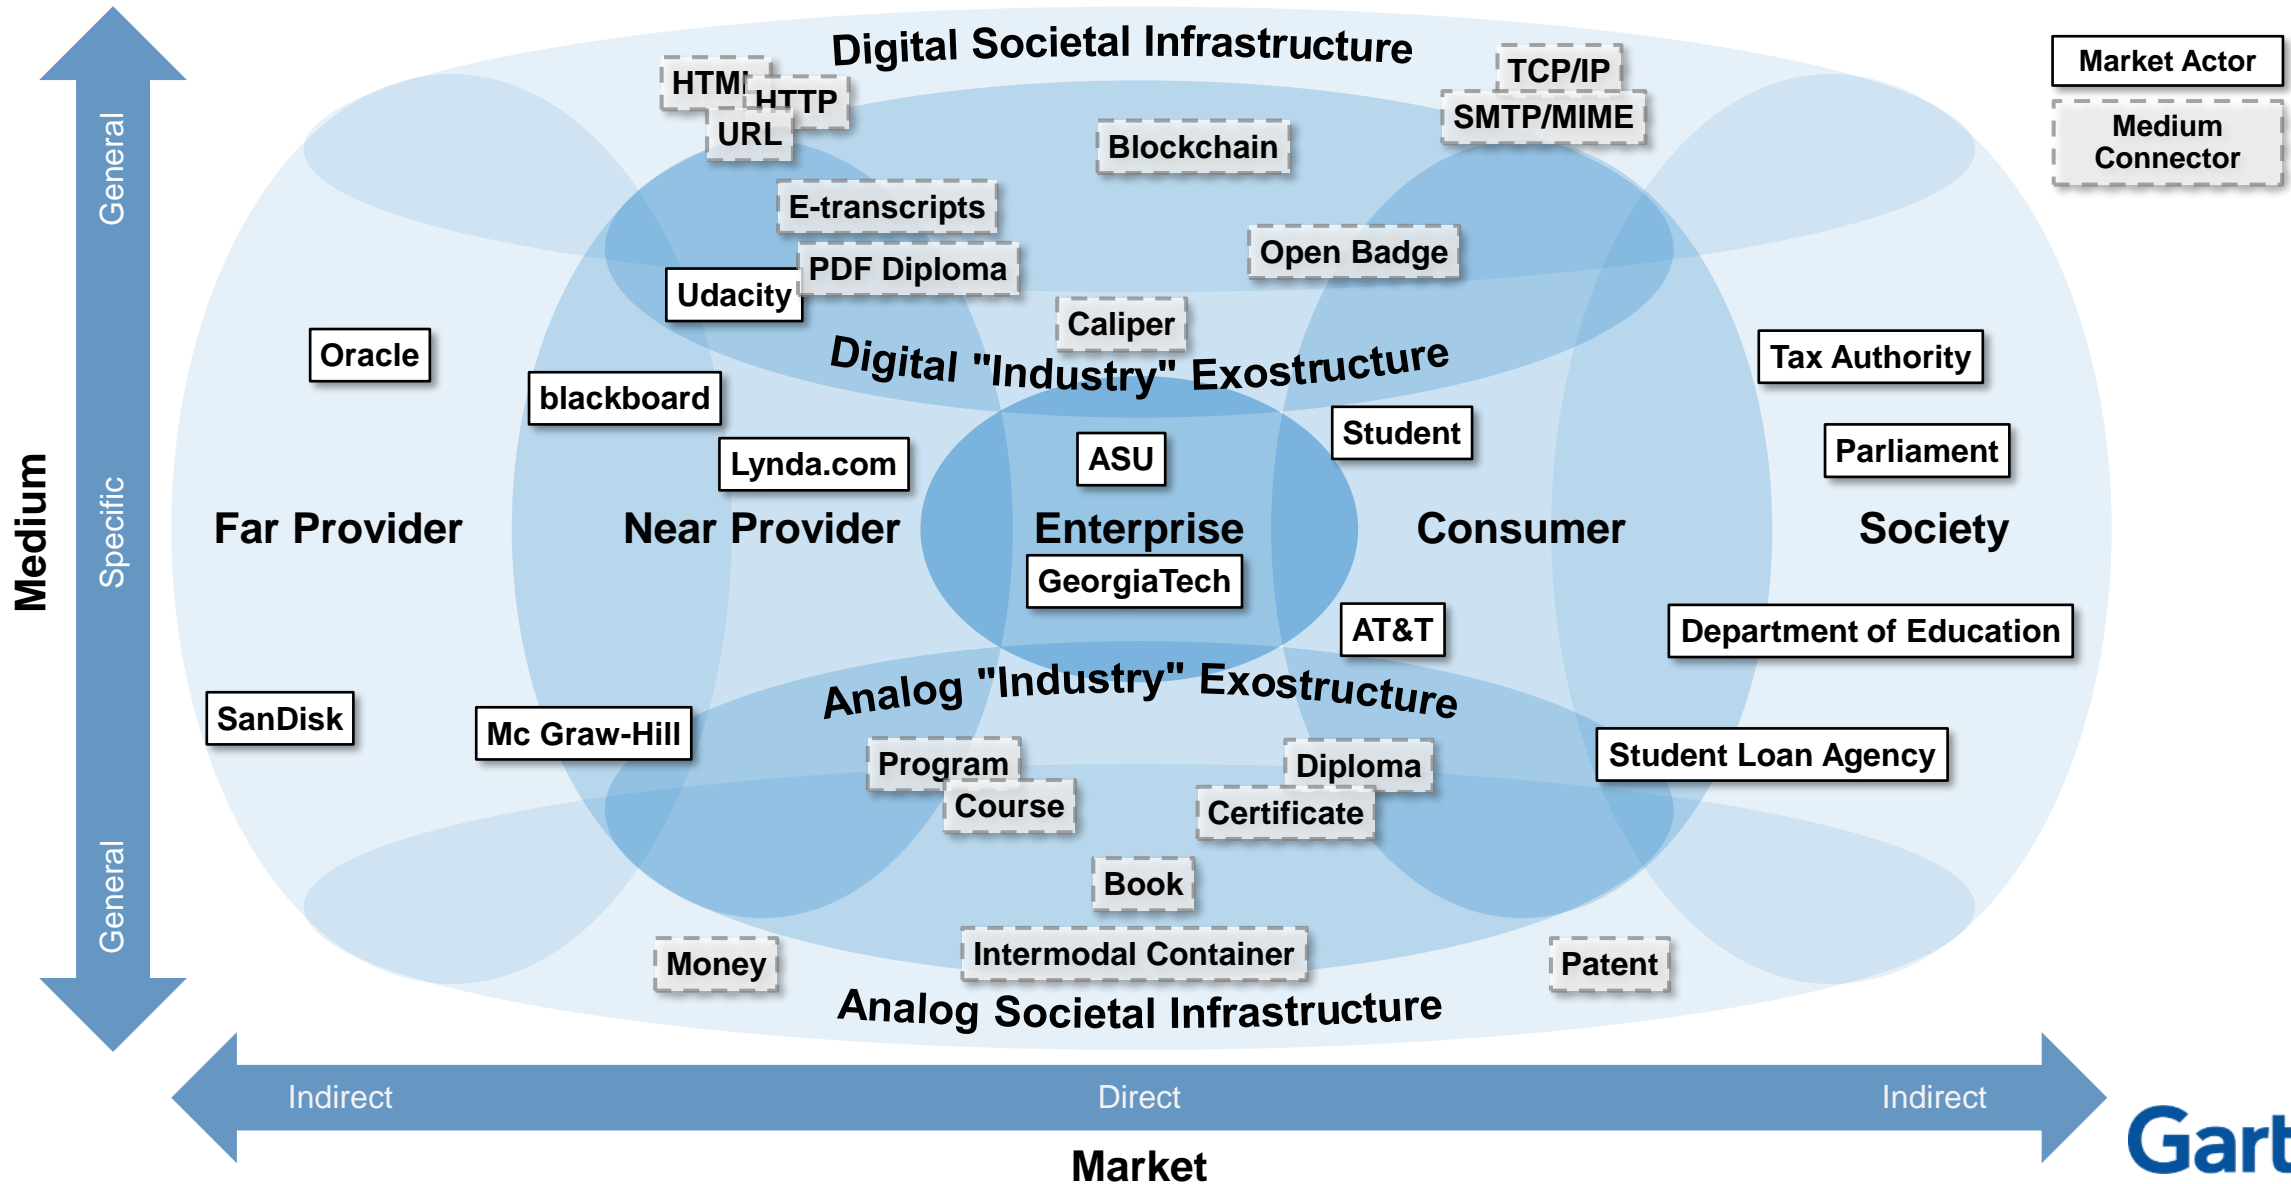 Digital Societal Infrastructure
HTML
HTTP
URL
TCP/IP
SMTP/MIME
Market Actor
Medium
Connector
Blockchain
E-transcripts
PDF Diploma
Open Badge
Udacity
Caliper
Oracle
Digital "Industry" Exostructure
Tax Authority
blackboard
Student
Lynda.com
ASU
Parliament
Far Provider
Near Provider
Enterprise
Consumer
Society
GeorgiaTech
AT&T
Department of Education
Analog "Industry" Exostructure
SanDisk
Mc Graw-Hill
Program
Course
Diploma
Certificate
Student Loan Agency
Book
Money
Intermodal Container
Patent
Analog Societal Infrastructure
Medium
General
Specific
General
Indirect
Direct
Indirect
Market
Gart